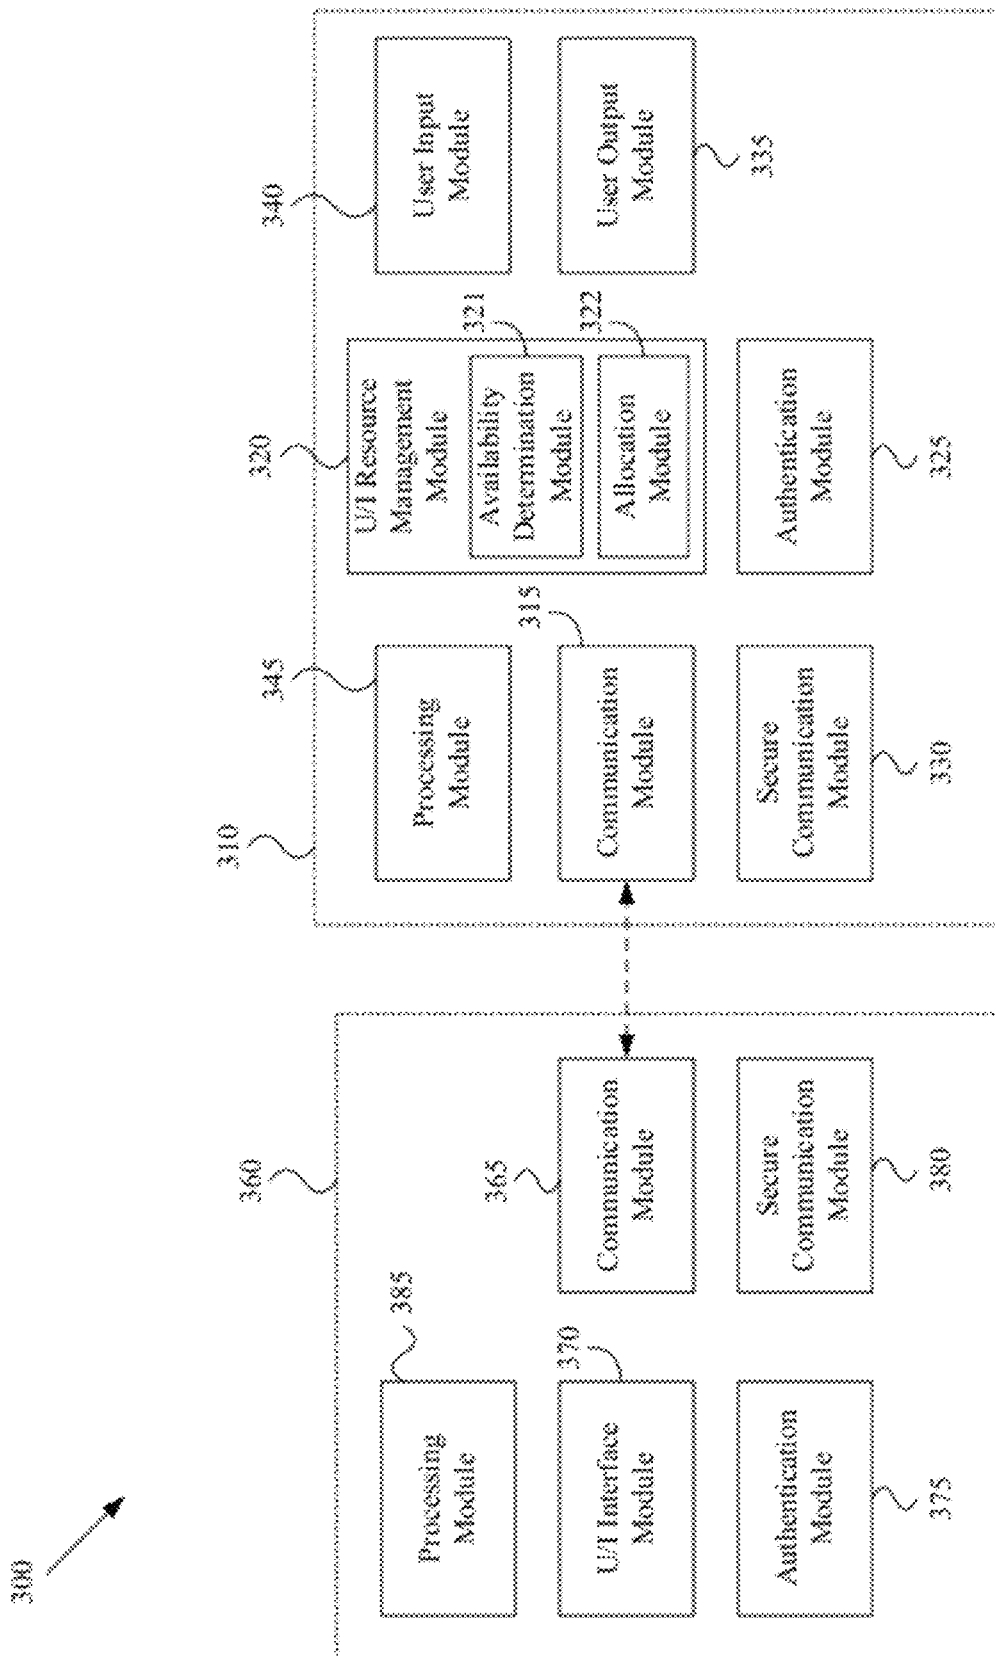 300
360
385
Processing
Module
370
U/I Interface
Module
365
Communication
Module
Authentication
Module
375
Secure
Communication
Module
380
310
345
Processing
Module
320
U/I Resource
Management
Module
321
Availability
Determination
Module
322
Allocation
Module
340
User Input
Module
315
Communication
Module
User Output
Module
335
Secure
Communication
Module
330
Authentication
Module
325